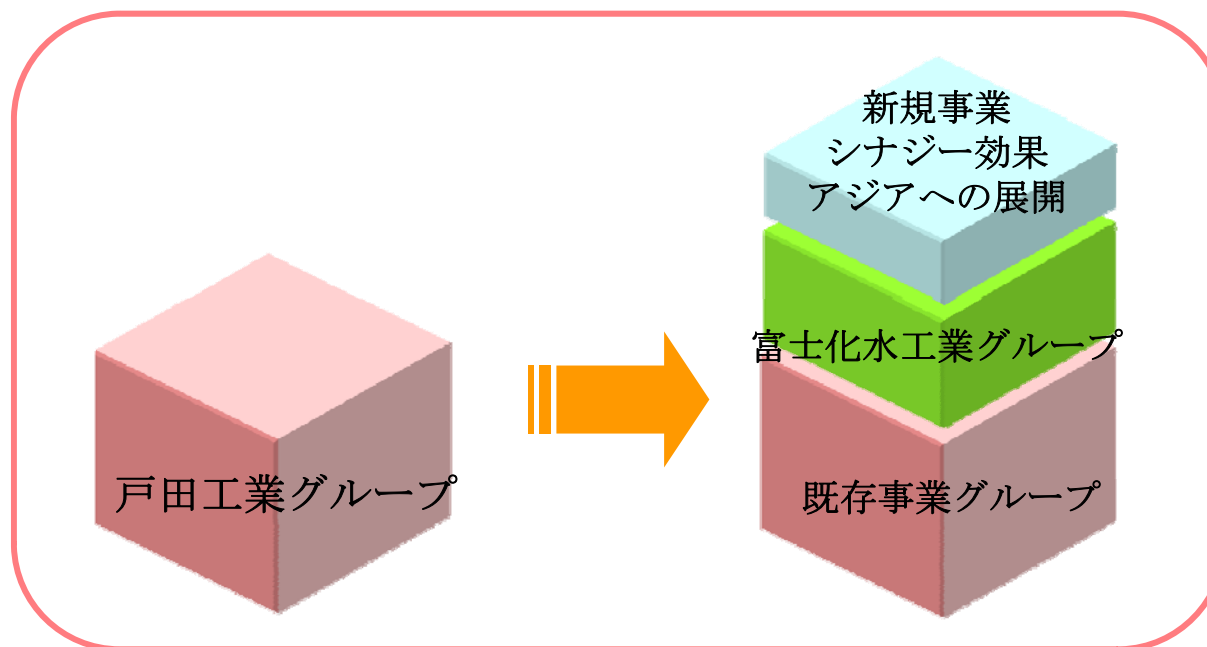 戸田工業グループ
新規事業
シナジー効果
アジアへの展開
富士化水工業グループ
既存事業グループ